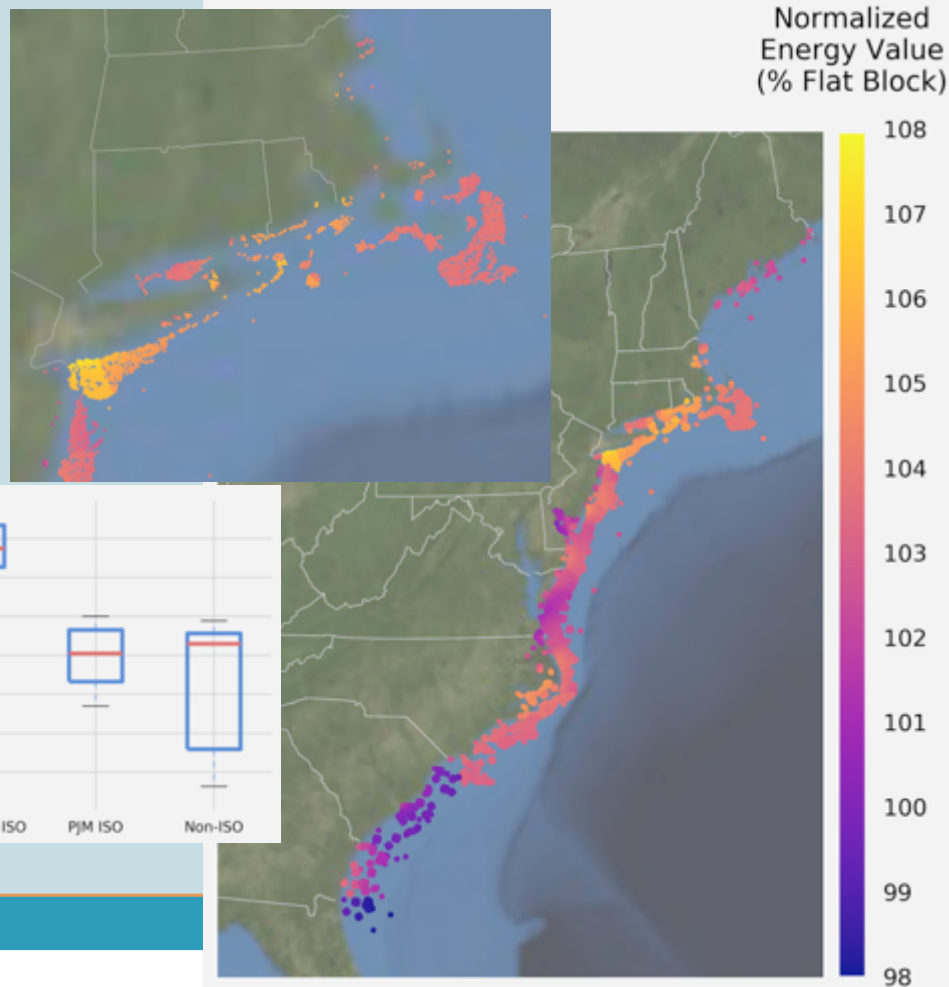 Normalized
Energy Value
(% Flat Block)
108
107
106
105
104
103
102
101
100
99
98
ISO
PJM ISO
Non-ISO